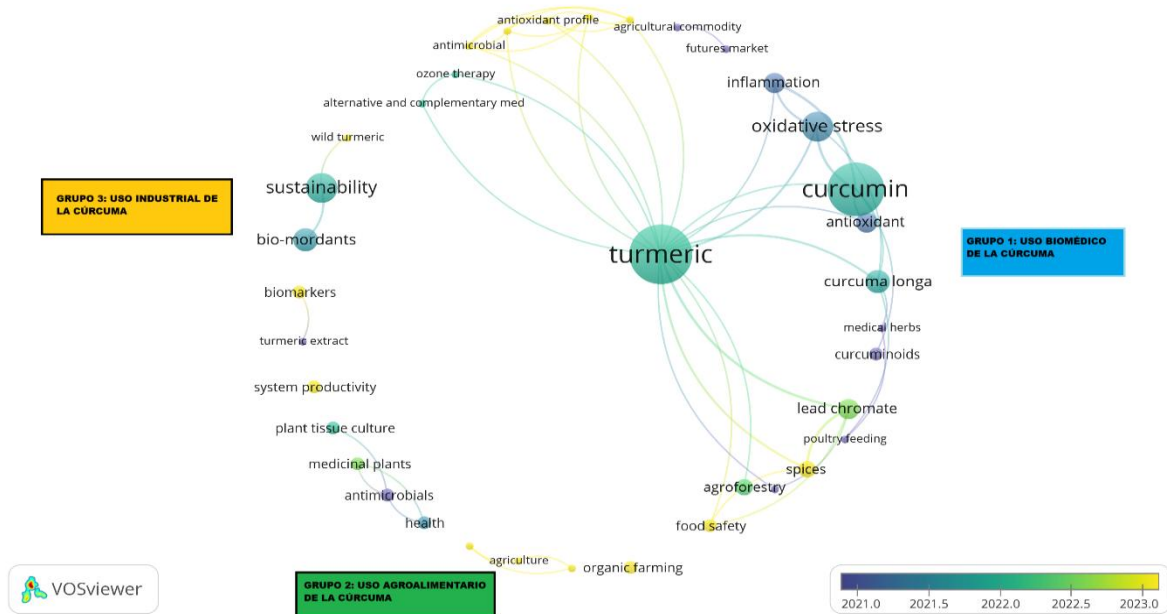 antioxidant profile
agricultural commodity
antimicrobial
futures market
ozone therapy
inflammation
alternative and complementary med
oxidative stress
wild turmeric
sustainability
curcumin
GRUPO 3: USO INDUSTRIAL DE
LA CÚRCUMA
antioxidant
bio-mordants
turmeric
GRUPO 1: USO BIOMÉDICO
DE LA CÚRCUMA
curcuma longa
biomarkers
medical herbs
turmeric extract
curcuminoids
system productivity
lead chromate
plant tissue culture
poultry feeding
medicinal plants
spices
antimicrobials
agroforestry
health
food safety
agriculture
organic farming
GRUPO 2: USO AGROALIMENTARIO
DE LA CÚRCUMA
VOSviewer
2021.0 2021.5 2022.0 2022.5 2023.0